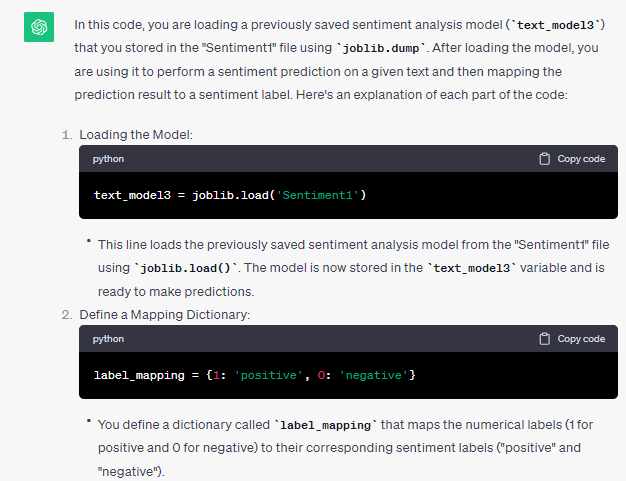 In this code, you are loading a previously saved sentiment analysis model (`text_model3`)
that you stored in the "Sentiment1" file using `joblib.dump`. After loading the model, you
are using it to perform a sentiment prediction on a given text and then mapping the
prediction result to a sentiment label. Here's an explanation of each part of the code:
1. Loading the Model:
python Copy code
text_model3 = joblib.load('Sentiment1')
• This line loads the previously saved sentiment analysis model from the "Sentiment1" file
using `joblib.load()`. The model is now stored in the `text_model3` variable and is
ready to make predictions.
2. Define a Mapping Dictionary:
python Copy code
label_mapping = {1: 'positive', 0: 'negative'}
• You define a dictionary called `label_mapping` that maps the numerical labels (1 for
positive and 0 for negative) to their corresponding sentiment labels ("positive" and
"negative").